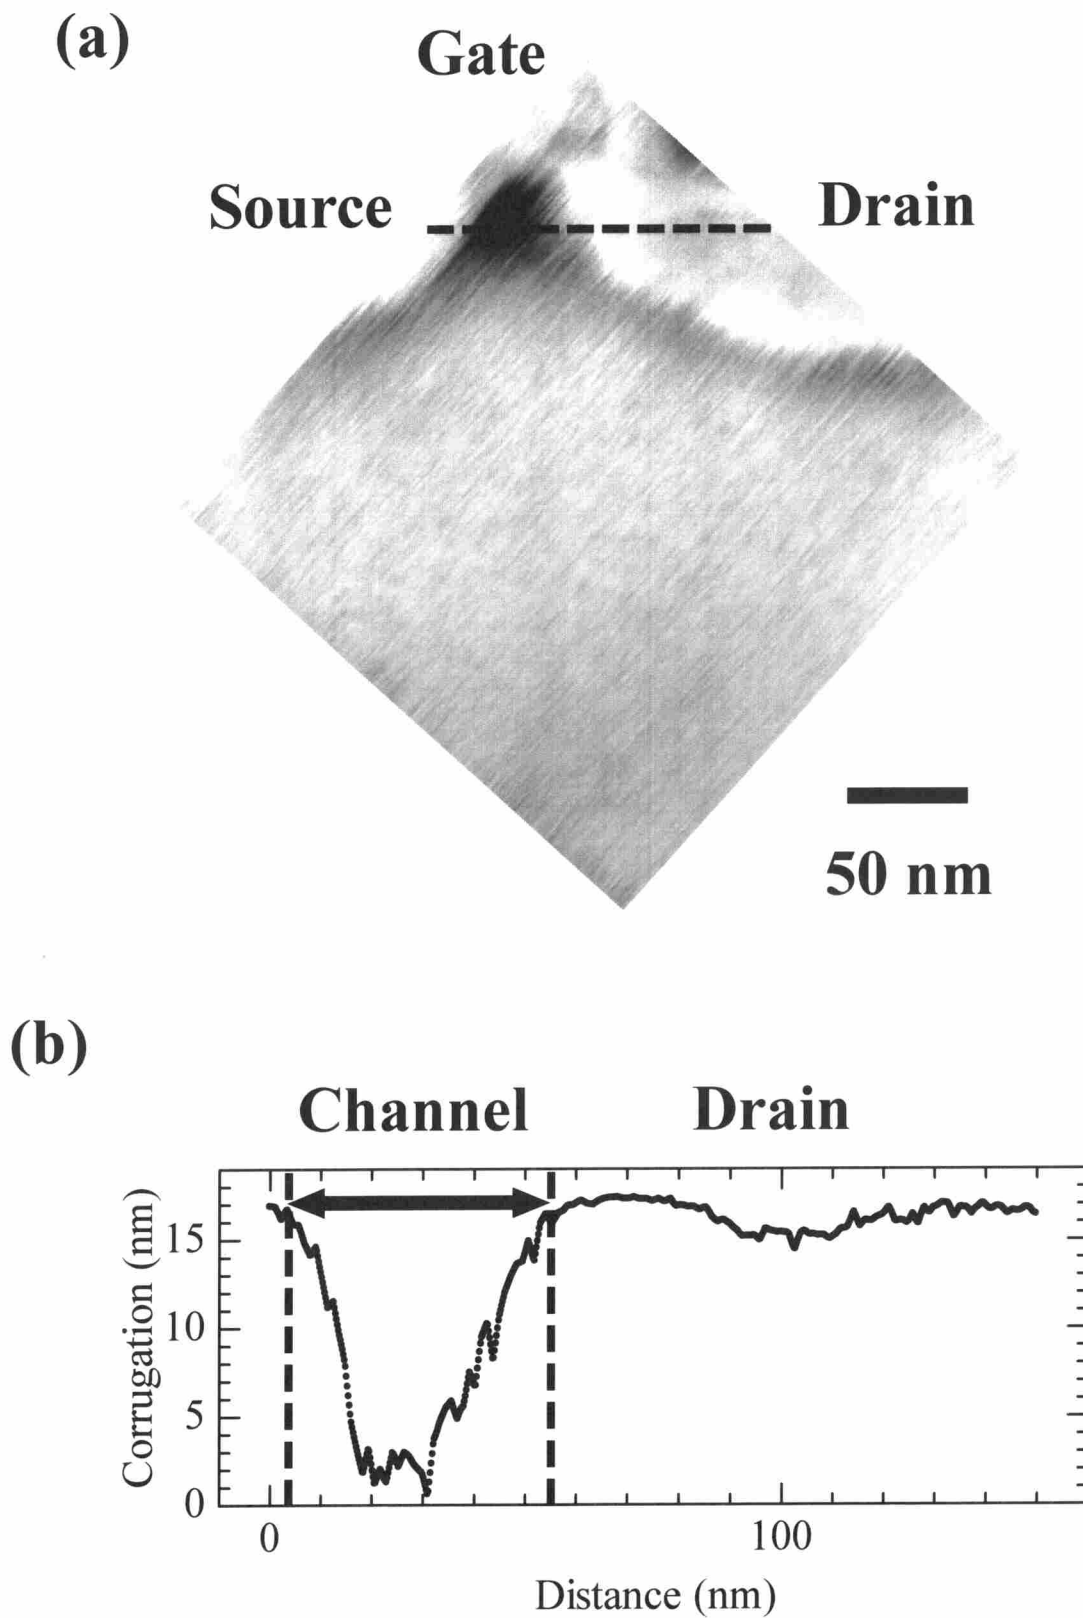 (a)
Gate
Source
Drain
50 nm
(b)
Channel
Drain
Corrugation (nm)
15
10
5
0
0
100
Distance (nm)